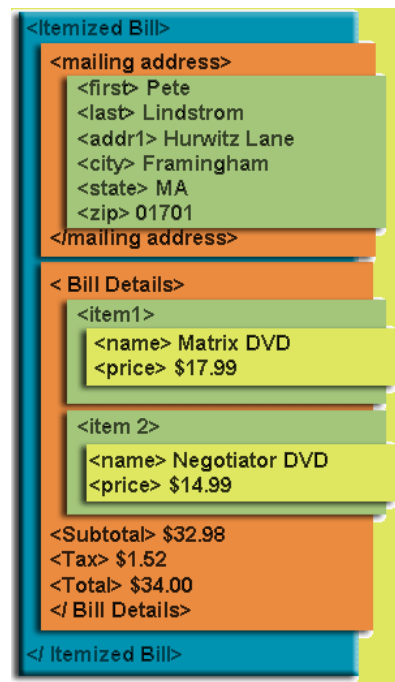 <Itemized Bill>
<mailing address>
<first> Pete
<last> Lindstrom
<addr1> Hurwitz Lane
<city> Framingham
<state> MA
<zip> 01701
</mailing address>
< Bill Details>
<item1>
<name> Matrix DVD
<price> $17.99
<item 2>
<name> Negotiator DVD
<price> $14.99
<Subtotal> $32.98
<Tax> $1.52
<Total> $34.00
</ Bill Details>
</ Itemized Bill>